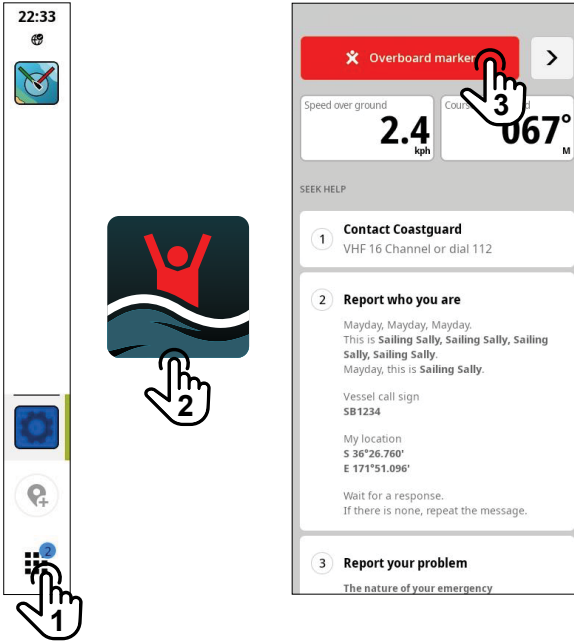 22:33
2
1
2
Overboard marker
3
Speed over ground
2.4
kph
067°
M
SEEK HELP
1
Contact Coastguard
VHF 16 Channel or dial 112
2
Report who you are
Mayday, Mayday, Mayday.
This is Sailing Sally, Sailing Sally, Sailing
Sally, Sailing Sally.
Mayday, this is Sailing Sally.
Vessel call sign
SB1234
My location
S 36°26.760'
E 171°51.096'
Wait for a response.
If there is none, repeat the message.
3
Report your problem
The nature of your emergency